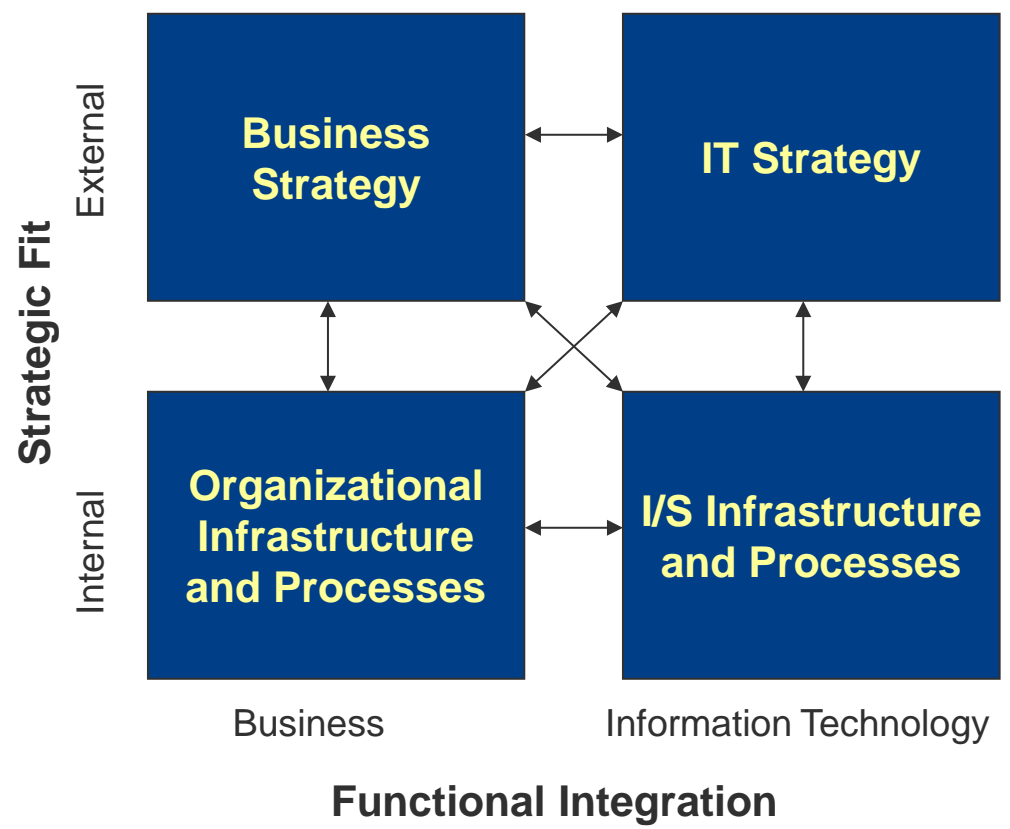 Strategic Fit
External
Business
Strategy
IT Strategy
Internal
Organizational
Infrastructure
and Processes
I/S Infrastructure
and Processes
Business
Information Technology
Functional Integration